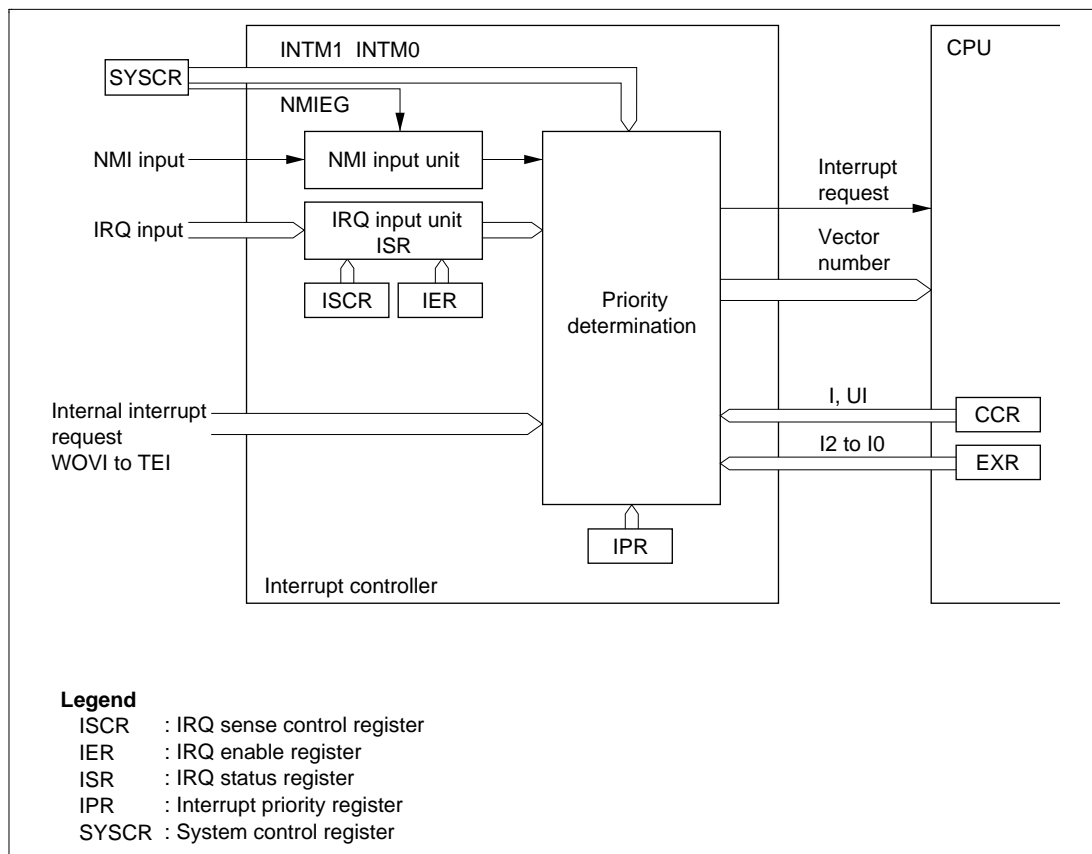 INTM1 INTM0
CPU
SYSCR
NMIEG
NMI input
NMI input unit
Interrupt
request
IRQ input
IRQ input unit
ISR
Vector
number
ISCR
IER
Priority
determination
Internal interrupt
request
WOVI to TEI
I, UI
CCR
I2 to I0
EXR
IPR
Interrupt controller
Legend
ISCR : IRQ sense control register
IER : IRQ enable register
ISR : IRQ status register
IPR : Interrupt priority register
SYSCR : System control register